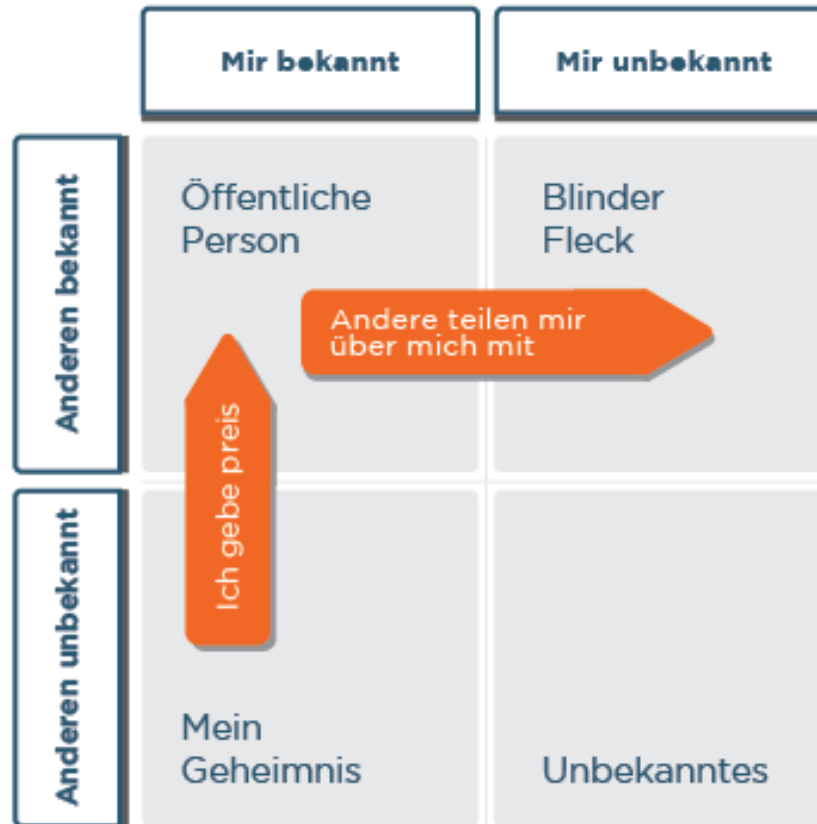 Mir bekannt
Mir unbekannt
Anderen bekannt
Öffentliche
Person
Blinder
Fleck
Andere teilen mir
über mich mit
Ich gebe preis
Anderen unbekannt
Mein
Geheimnis
Unbekanntes